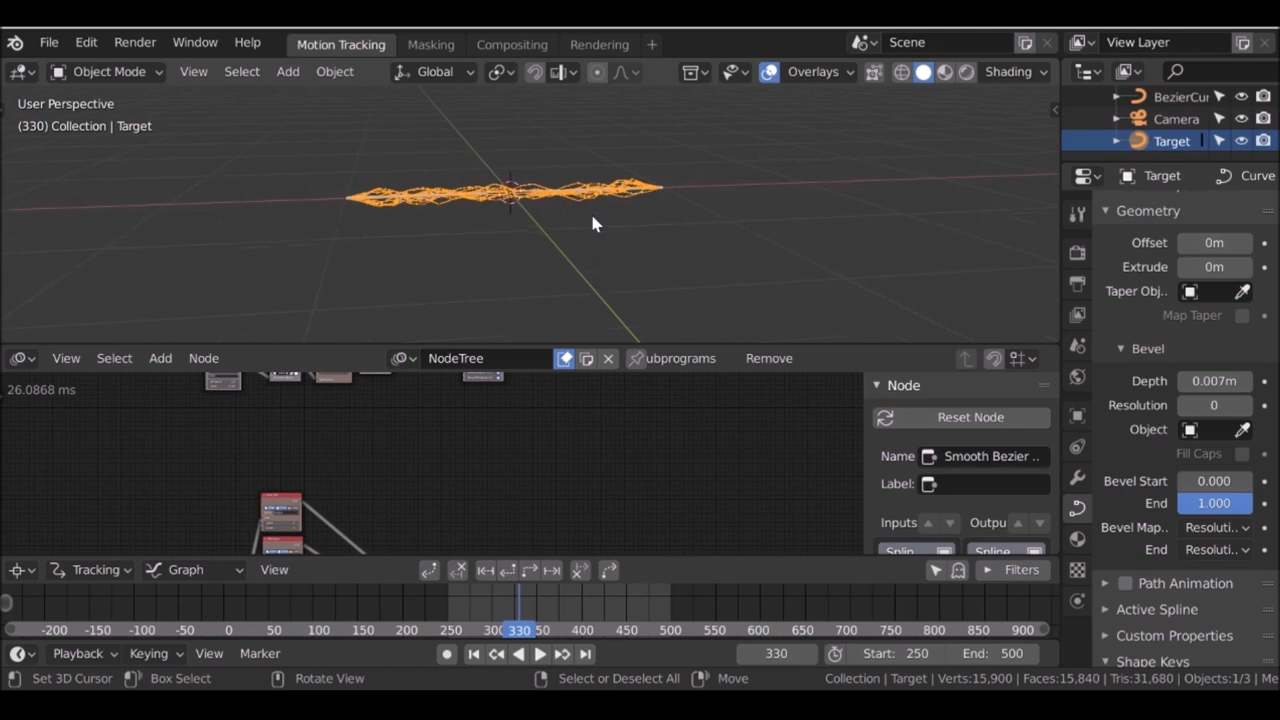 File Edit Render Window Help Motion Tracking Masking Compositing Rendering + Scene View Layer
Object Mode View Select Add Object Global Overlays Shading
User Perspective
(330) Collection | Target
BezierCur
Camera
Target
Target Curve
Geometry
Offset 0m
Extrude 0m
Taper Obj..
Map Taper
Bevel
Depth 0.007m
Resolution 0
Object
Fill Caps
Bevel Start 0.000
End 1.000
Bevel Map.. Resoluti..
End Resoluti..
Path Animation
Active Spline
Custom Properties
Shape Keys
View Select Add Node NodeTree ubprograms Remove
26.0868 ms
Node
Reset Node
Name Smooth Bezier ..
Label:
Inputs Outpu
Splin Spline
Tracking Graph View Filters
-200 -150 -100 -50 0 50 100 150 200 250 300 330 50 400 450 500 550 600 650 700 750 800 850 900
Playback Keying View Marker 330 Start: 250 End: 500
Set 3D Cursor Box Select Rotate View Select or Deselect All Move Collection | Target | Verts:15,900 | Faces:15,840 | Tris:31,680 | Objects:1/3 | Me